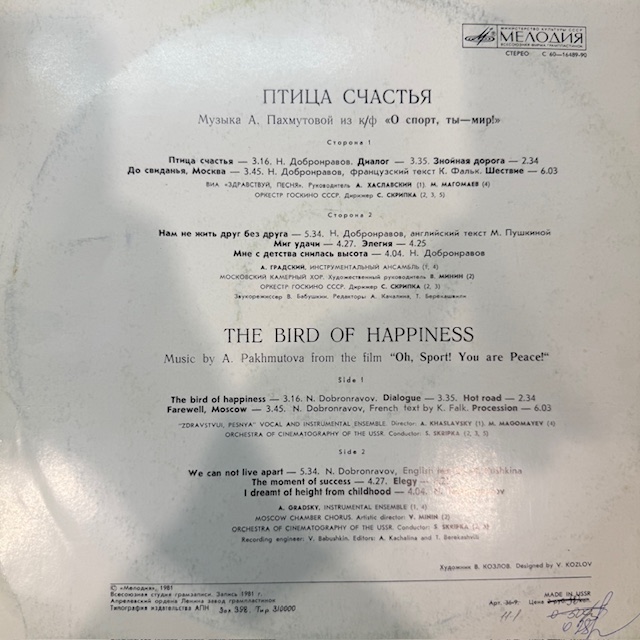 МИНИСТЕРСТВО КУЛЬТУРЫ СССР
МЕЛОДИЯ
ВСЕСОЮЗНАЯ ФИРМА ГРАМПЛАСТИНОК
СТЕРЕО С 60—16489-90
ПТИЦА СЧАСТЬЯ
Музыка А. Пахмутовой из к/ф «О спорт, ты—мир!»
Сторона 1
Птица счастья — 3.16. Н. Добронравов. Диалог — 3.35. Знойная дорога — 2.34
До свиданья, Москва — 3.45. Н. Добронравов, французский текст К. Фальк. Шествие — 6.03
ВИА «ЗДРАВСТВУЙ, ПЕСНЯ». Руководитель А. ХАСЛАВСКИЙ (1). М. МАГОМАЕВ (4)
ОРКЕСТР ГОСКИНО СССР. Дирижер С. СКРИПКА (2, 3, 5)
Сторона 2
Нам не жить друг без друга — 5.34. Н. Добронравов, английский текст М. Пушкиной
Миг удачи — 4.27. Элегия — 4.25
Мне с детства снилась высота — 4.04. Н. Добронравов
А. ГРАДСКИЙ, ИНСТРУМЕНТАЛЬНЫЙ АНСАМБЛЬ (1, 4)
МОСКОВСКИЙ КАМЕРНЫЙ ХОР. Художественный руководитель В. МИНИН (2)
ОРКЕСТР ГОСКИНО СССР. Дирижер С. СКРИПКА (2, 3)
Звукорежиссер В. Бабушкин. Редакторы А. Качалина, Т. Берекашвили
THE BIRD OF HAPPINESS
Music by A. Pakhmutova from the film "Oh, Sport! You are Peace!"
Side 1
The bird of happiness — 3.16. N. Dobronravov. Dialogue — 3.35. Hot road — 2.34
Farewell, Moscow — 3.45. N. Dobronravov, French text by K. Falk. Procession — 6.03
"ZDRAVSTVUI, PESNYA" VOCAL AND INSTRUMENTAL ENSEMBLE. Director: A. KHASLAVSKY (1). M. MAGOMAYEV (4)
ORCHESTRA OF CINEMATOGRAPHY OF THE USSR. Conductor: S. SKRIPKA (2, 3, 5)
Side 2
We can not live apart — 5.34. N. Dobronravov, English
The moment of success — 4.27. Elegy —
I dreamt of height from childhood — 4.04.
A. GRADSKY, INSTRUMENTAL ENSEMBLE (1, 4)
MOSCOW CHAMBER CHORUS. Artistic director: V. MININ (2)
ORCHESTRA OF CINEMATOGRAPHY OF THE USSR. Conductor: S. SKRIPKA (2, 3)
Recording engineer: V. Babushkin. Editors: A. Kachalina and T. Berekashvili
Художник В. КОЗЛОВ. Designed by V. KOZLOV
© «Мелодия», 1981
Всесоюзная студия грамзаписи. Запись 1981 г.
Апрелевский ордена Ленина завод грампластинок
Типография издательства АПН Зак 358. Тир 310000
MADE IN USSR
Арт. 36-9. Цена